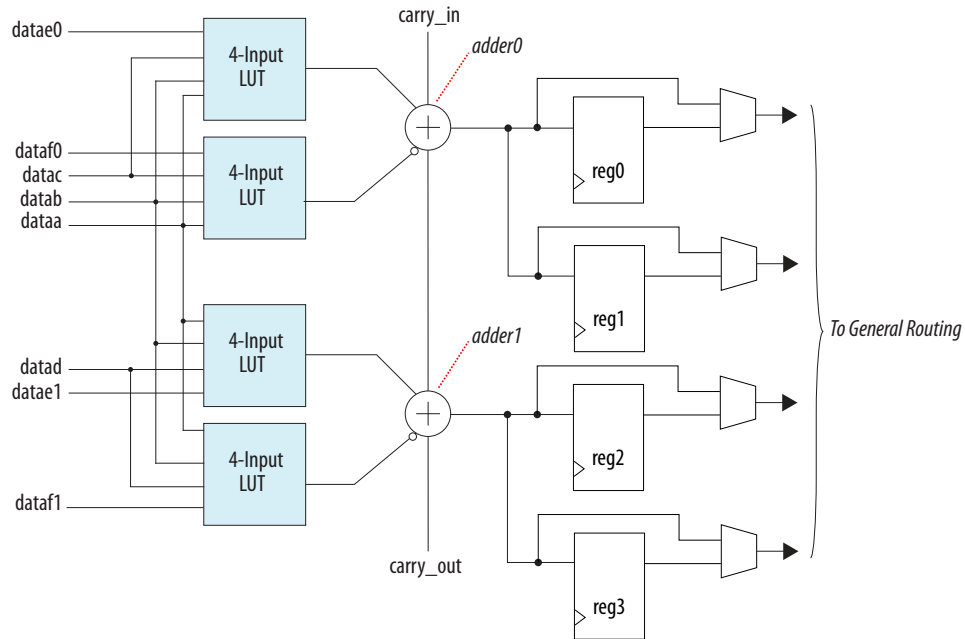 carry_in
datae0
adder0
4-Input
LUT
dataf0
datac
datab
dataa
4-Input
LUT
reg0
reg1
To General Routing
adder1
4-Input
LUT
datad
datae1
reg2
4-Input
LUT
dataf1
carry_out
reg3